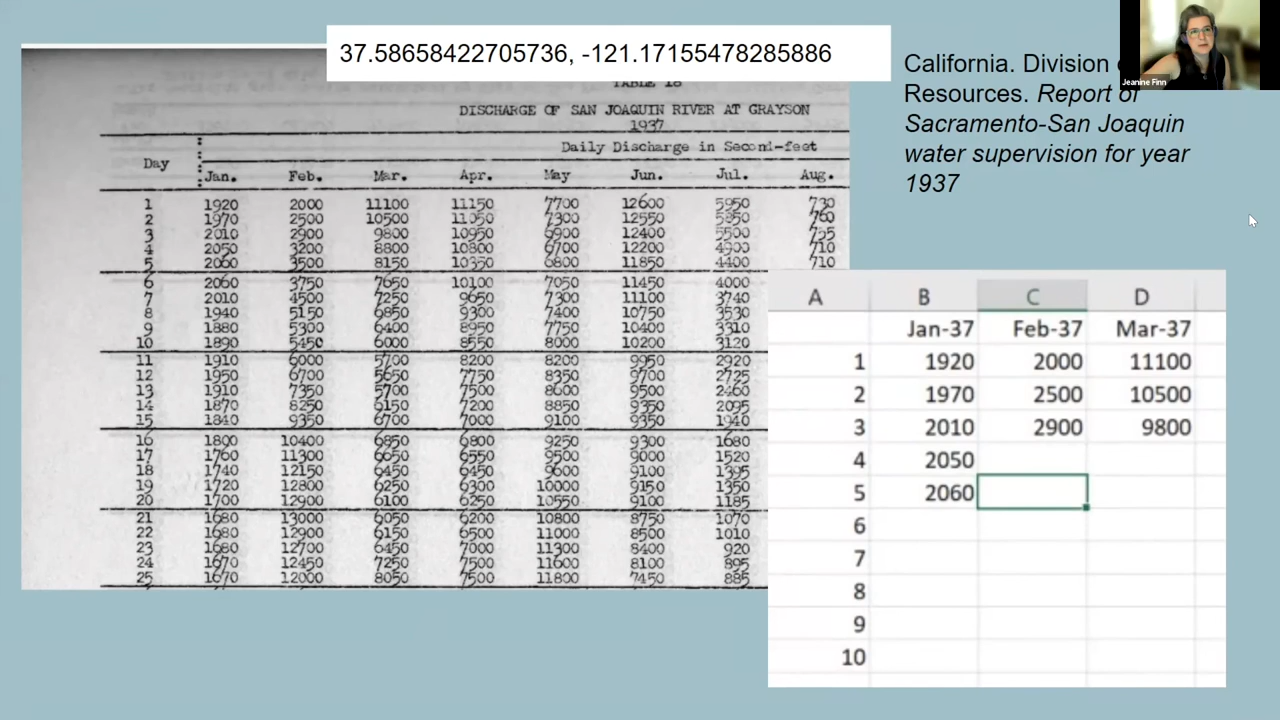 37.58658422705736, -121.17155478285886
TABLE 18
DISCHARGE OF SAN JOAQUIN RIVER AT GRAYSON
1937
Daily Discharge in Second-feet
Day Jan. Feb. Mar. Apr. May Jun. Jul. Aug.
1 1920 2000 11100 11150 7700 12600 5950 730
2 1970 2500 10500 11050 7300 12550 5850 760
3 2010 2900 9800 10950 6900 12400 5500
4 2050 3200 8800 10800 6700 12200 710
5 2060 3500 8150 10350 6800 11850 4400 710
6 2060 3750 7650 10100 7050 11450 4000
7 2010 4500 7250 9650 7300 11100 3740
8 1940 5150 6850 9300 7400 10750 3530
9 1880 5300 6400 8950 7750 10400 3310
10 1890 5450 6000 8550 8000 10200 3120
11 1910 6000 5700 8200 8200 9950 2920
12 1950 6700 5650 7750 8350 9700 2725
13 1910 7350 5700 7500 8600 9500 2460
14 1870 8250 6150 7200 8850 9350 2095
15 1840 9350 6700 7000 9100 9350 1940
16 1800 10400 6850 6800 9250 9300 1680
17 1760 11300 6650 6550 9500 9000 1520
18 1740 12150 6450 6450 9600 9100 1395
19 1720 12800 6250 6300 10000 9150 1350
20 1700 12900 6100 6250 10550 9100 1185
21 1680 13000 6050 6200 10800 8750 1070
22 1680 12900 6150 6500 11000 8500 1010
23 1680 12700 6450 7000 11300 8400 920
24 1670 12450 7250 7500 11600 8100 895
25 1670 12000 8050 7500 11800 7450 885
California. Division
Resources. Report of
Sacramento-San Joaquin
water supervision for year
1937
Jeanine Finn
A B C D
Jan-37 Feb-37 Mar-37
1 1920 2000 11100
2 1970 2500 10500
3 2010 2900 9800
4 2050
5 2060
6
7
8
9
10